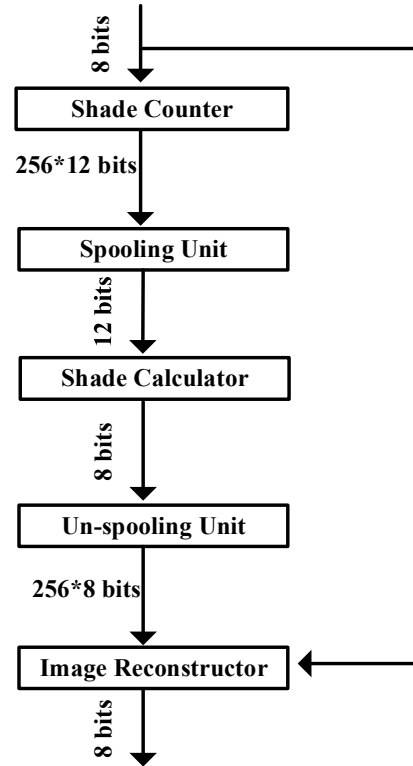 8 bits
Shade Counter
256*12 bits
Spooling Unit
12 bits
Shade Calculator
8 bits
Un-spooling Unit
256*8 bits
Image Reconstructor
8 bits